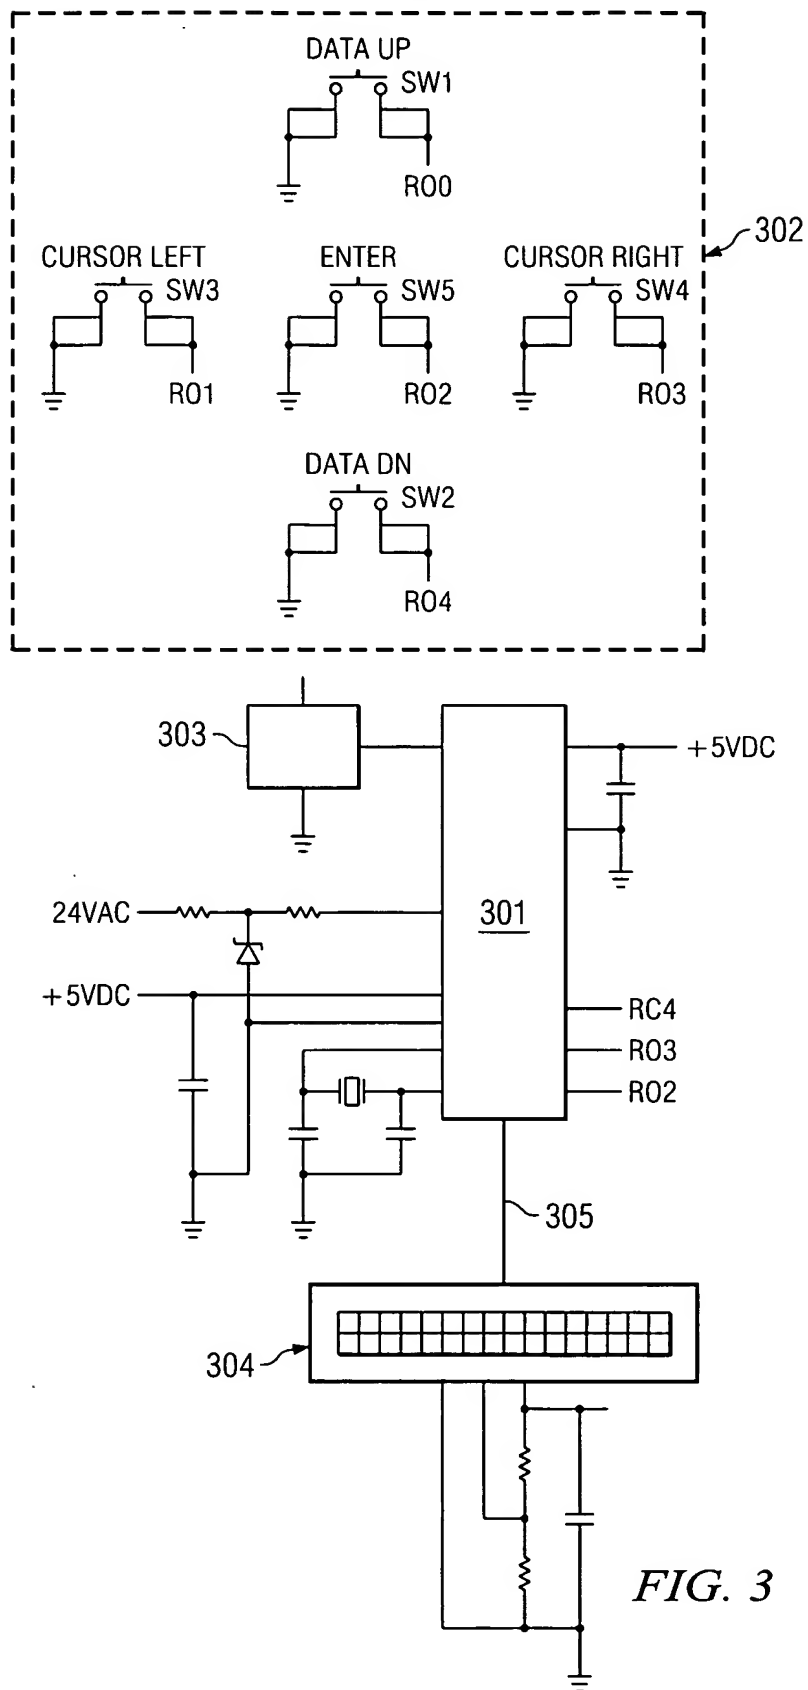 DATA UP
SW1
RO0
302
CURSOR LEFT
SW3
RO1
ENTER
SW5
RO2
CURSOR RIGHT
SW4
RO3
DATA DN
SW2
RO4
303
+5VDC
24VAC
301
+5VDC
RC4
RO3
RO2
305
304
FIG. 3